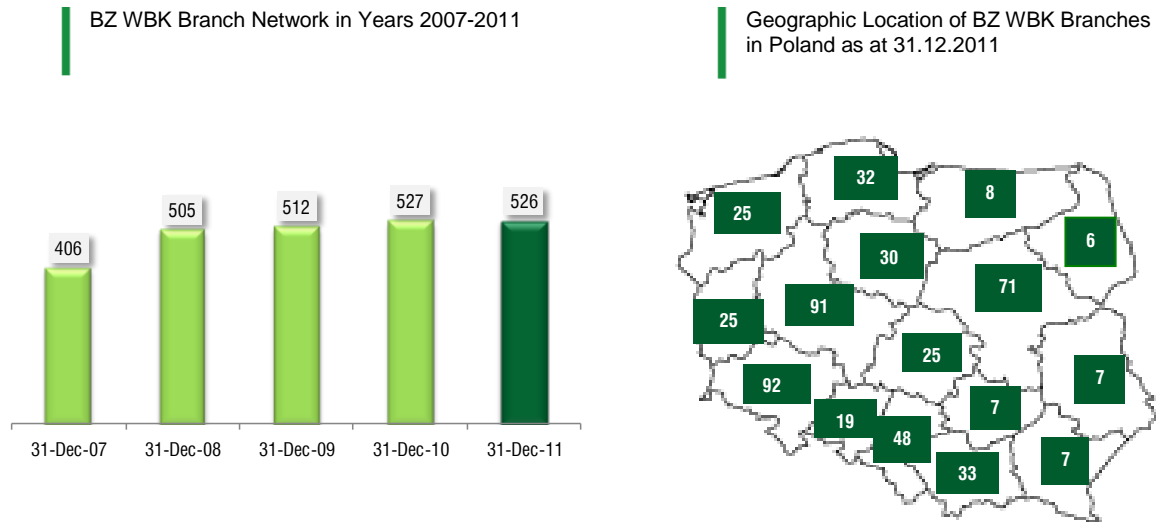 BZ WBK Branch Network in Years 2007-2011
406
505
512
527
526
31-Dec-07
31-Dec-08
31-Dec-09
31-Dec-10
31-Dec-11
Geographic Location of BZ WBK Branches
in Poland as at 31.12.2011
32
8
25
6
30
71
91
25
25
7
92
7
19
48
7
33